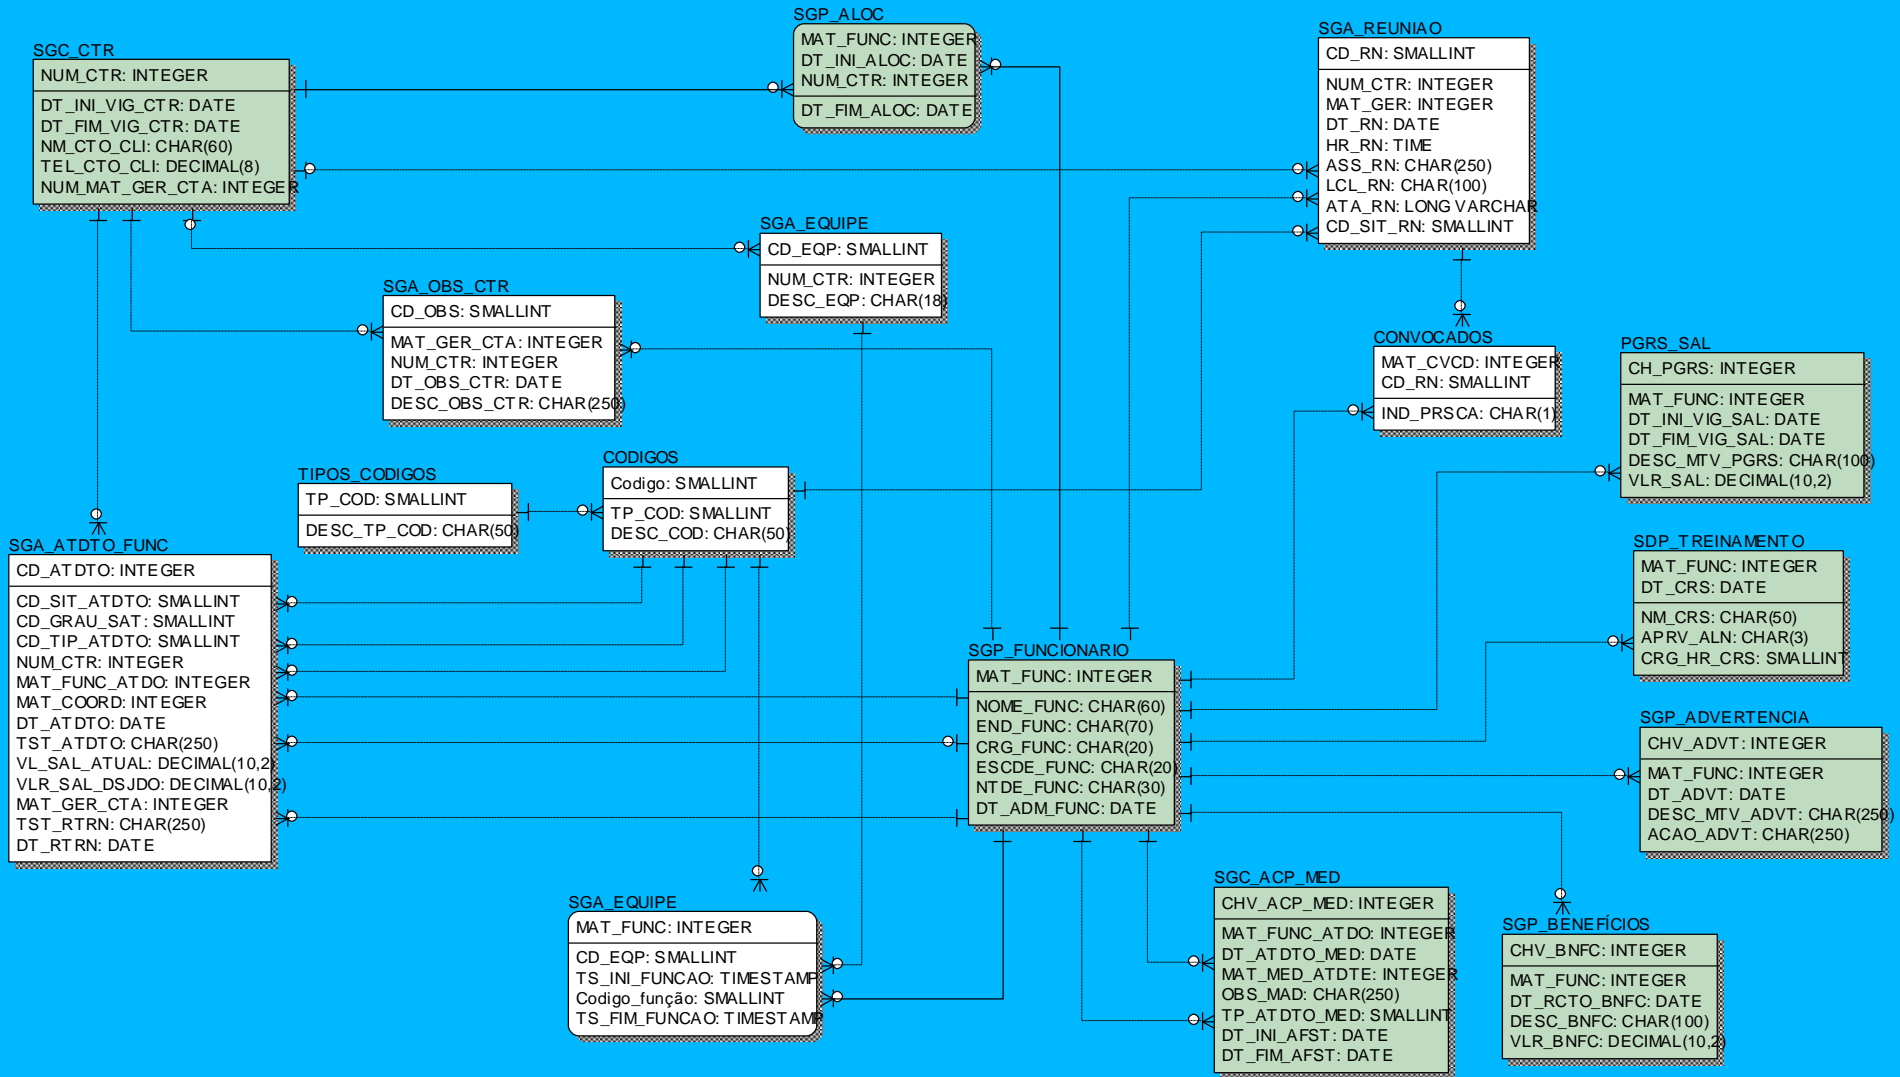 SGP_ALOC
MAT_FUNC: INTEGER
DT_INI_ALOC: DATE
NUM_CTR: INTEGER
DT_FIM_ALOC: DATE
SGA_REUNIAO
CD_RN: SMALLINT
NUM_CTR: INTEGER
MAT_GER: INTEGER
DT_RN: DATE
HR_RN: TIME
ASS_RN: CHAR(250)
LCL_RN: CHAR(100)
ATA_RN: LONG VARCHAR
CD_SIT_RN: SMALLINT
SGC_CTR
NUM_CTR: INTEGER
DT_INI_VIG_CTR: DATE
DT_FIM_VIG_CTR: DATE
NM_CTO_CLI: CHAR(60)
TEL_CTO_CLI: DECIMAL(8)
NUM_MAT_GER_CTA: INTEGER
SGA_EQUIPE
CD_EQP: SMALLINT
NUM_CTR: INTEGER
DESC_EQP: CHAR(18)
SGA_OBS_CTR
CD_OBS: SMALLINT
MAT_GER_CTA: INTEGER
NUM_CTR: INTEGER
DT_OBS_CTR: DATE
DESC_OBS_CTR: CHAR(250)
CONVOCADOS
MAT_CVCD: INTEGER
CD_RN: SMALLINT
IND_PRSCA: CHAR(1)
PGRS_SAL
CH_PGRS: INTEGER
MAT_FUNC: INTEGER
DT_INI_VIG_SAL: DATE
DT_FIM_VIG_SAL: DATE
DESC_MTV_PGRS: CHAR(100)
VLR_SAL: DECIMAL(10,2)
TIPOS_CODIGOS
TP_COD: SMALLINT
DESC_TP_COD: CHAR(50)
CODIGOS
Codigo: SMALLINT
TP_COD: SMALLINT
DESC_COD: CHAR(50)
SGA_ATDTO_FUNC
CD_ATDTO: INTEGER
CD_SIT_ATDTO: SMALLINT
CD_GRAU_SAT: SMALLINT
CD_TIP_ATDTO: SMALLINT
NUM_CTR: INTEGER
MAT_FUNC_ATDO: INTEGER
MAT_COORD: INTEGER
DT_ATDTO: DATE
TST_ATDTO: CHAR(250)
VL_SAL_ATUAL: DECIMAL(10,2)
VLR_SAL_DSJDO: DECIMAL(10,2)
MAT_GER_CTA: INTEGER
TST_RTRN: CHAR(250)
DT_RTRN: DATE
SDP_TREINAMENTO
MAT_FUNC: INTEGER
DT_CRS: DATE
NM_CRS: CHAR(50)
APRV_ALN: CHAR(3)
CRG_HR_CRS: SMALLINT
SGP_FUNCIONARIO
MAT_FUNC: INTEGER
NOME_FUNC: CHAR(60)
END_FUNC: CHAR(70)
CRG_FUNC: CHAR(20)
ESCDE_FUNC: CHAR(20)
NTDE_FUNC: CHAR(30)
DT_ADM_FUNC: DATE
SGP_ADVERTENCIA
CHV_ADVT: INTEGER
MAT_FUNC: INTEGER
DT_ADVT: DATE
DESC_MTV_ADVT: CHAR(250)
ACAO_ADVT: CHAR(250)
SGA_EQUIPE
MAT_FUNC: INTEGER
CD_EQP: SMALLINT
TS_INI_FUNCAO: TIMESTAMP
Codigo_função: SMALLINT
TS_FIM_FUNCAO: TIMESTAMP
SGC_ACP_MED
CHV_ACP_MED: INTEGER
MAT_FUNC_ATDO: INTEGER
DT_ATDTO_MED: DATE
MAT_MED_ATDTE: INTEGER
OBS_MAD: CHAR(250)
TP_ATDTO_MED: SMALLINT
DT_INI_AFST: DATE
DT_FIM_AFST: DATE
SGP_BENEFÍCIOS
CHV_BNFC: INTEGER
MAT_FUNC: INTEGER
DT_RCTO_BNFC: DATE
DESC_BNFC: CHAR(100)
VLR_BNFC: DECIMAL(10,2)